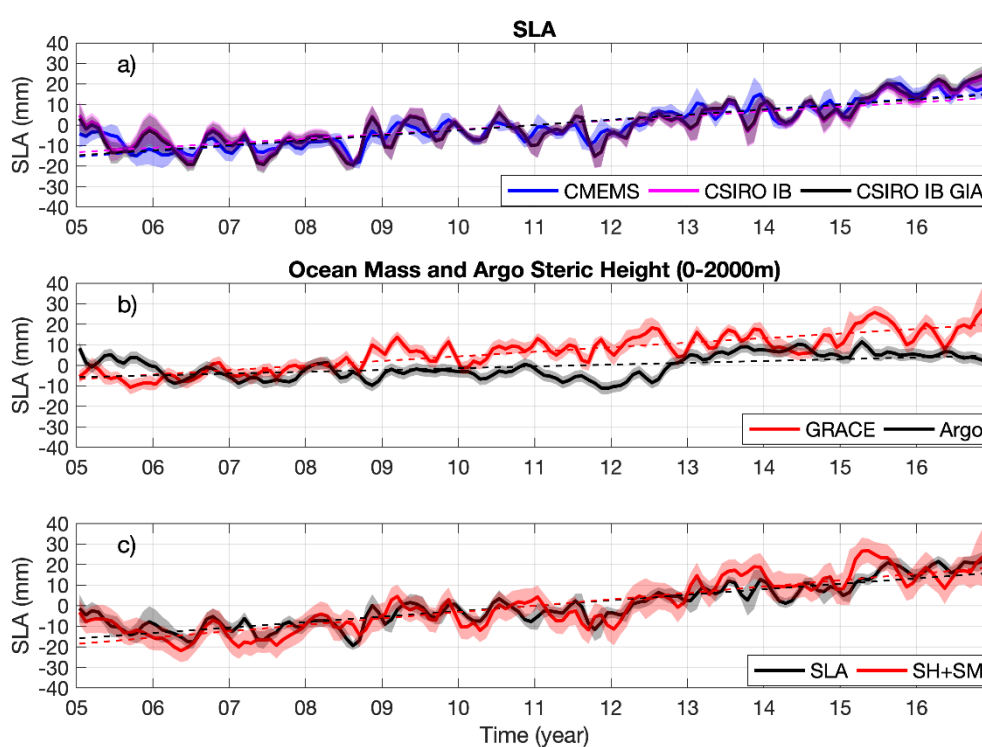 SLA
a)
SLA (mm)
40
30
20
10
0
-10
-20
-30
-40
CMEMS CSIRO IB CSIRO IB GIA
05 06 07 08 09 10 11 12 13 14 15 16
Ocean Mass and Argo Steric Height (0-2000m)
b)
SLA (mm)
40
30
20
10
0
-10
-20
-30
-40
GRACE Argo
05 06 07 08 09 10 11 12 13 14 15 16
c)
SLA (mm)
40
30
20
10
0
-10
-20
-30
-40
SLA SH+SM
05 06 07 08 09 10 11 12 13 14 15 16
Time (year)